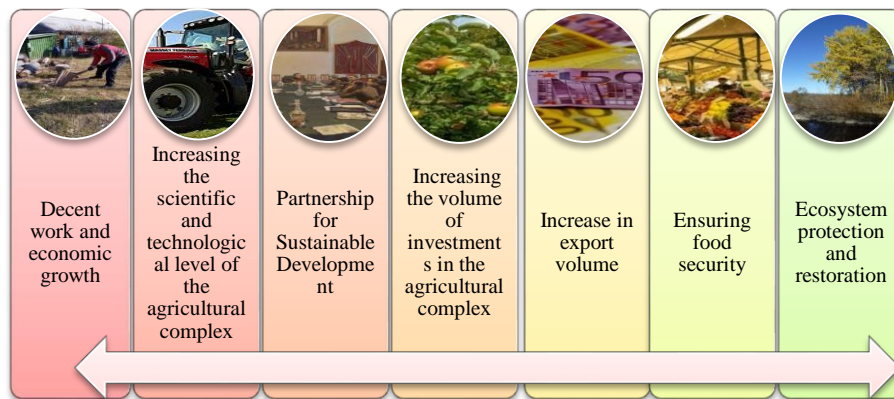 Decent
work and
economic
growth
Increasing
the
scientific
and
technologic
al level of
the
agricultural
complex
Partnership
for
Sustainable
Developme
nt
Increasing
the volume
of
investment
s in the
agricultural
complex
Increase in
export
volume
Ensuring
food
security
Ecosystem
protection
and
restoration